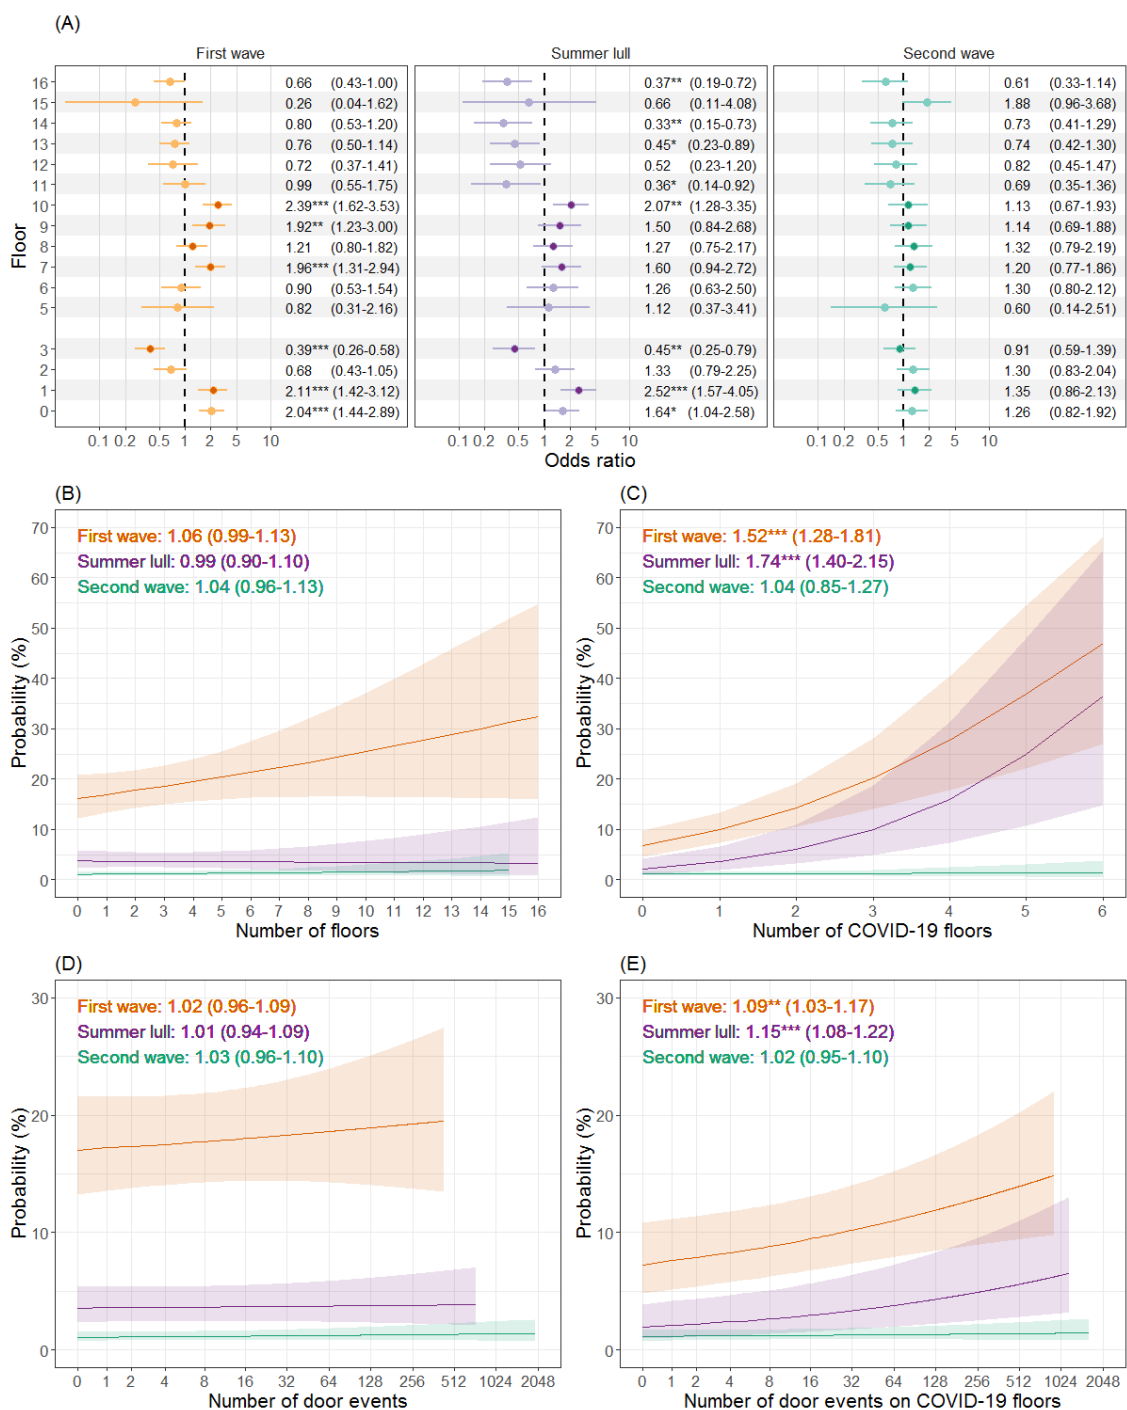 (A)
First wave Summer lull Second wave
16 0.66 (0.43-1.00) 0.37** (0.19-0.72) 0.61 (0.33-1.14)
15 0.26 (0.04-1.62) 0.66 (0.11-4.08) 1.88 (0.96-3.68)
14 0.80 (0.53-1.20) 0.33** (0.15-0.73) 0.73 (0.41-1.29)
13 0.76 (0.50-1.14) 0.45* (0.23-0.89) 0.74 (0.42-1.30)
12 0.72 (0.37-1.41) 0.52 (0.23-1.20) 0.82 (0.45-1.47)
11 0.99 (0.55-1.75) 0.36* (0.14-0.92) 0.69 (0.35-1.36)
10 2.39*** (1.62-3.53) 2.07** (1.28-3.35) 1.13 (0.67-1.93)
9 1.92** (1.23-3.00) 1.50 (0.84-2.68) 1.14 (0.69-1.88)
8 1.21 (0.80-1.82) 1.27 (0.75-2.17) 1.32 (0.79-2.19)
7 1.96*** (1.31-2.94) 1.60 (0.94-2.72) 1.20 (0.77-1.86)
6 0.90 (0.53-1.54) 1.26 (0.63-2.50) 1.30 (0.80-2.12)
5 0.82 (0.31-2.16) 1.12 (0.37-3.41) 0.60 (0.14-2.51)
3 0.39*** (0.26-0.58) 0.45** (0.25-0.79) 0.91 (0.59-1.39)
2 0.68 (0.43-1.05) 1.33 (0.79-2.25) 1.30 (0.83-2.04)
1 2.11*** (1.42-3.12) 2.52*** (1.57-4.05) 1.35 (0.86-2.13)
0 2.04*** (1.44-2.89) 1.64* (1.04-2.58) 1.26 (0.82-1.92)
Floor
0.1 0.2 0.5 1 2 5 10 0.1 0.2 0.5 1 2 5 10 0.1 0.2 0.5 1 2 5 10
Odds ratio
(B)
First wave: 1.06 (0.99-1.13)
Summer lull: 0.99 (0.90-1.10)
Second wave: 1.04 (0.96-1.13)
70
60
50
40
30
20
10
0
Probability (%)
0 1 2 3 4 5 6 7 8 9 10 11 12 13 14 15 16
Number of floors
(C)
First wave: 1.52*** (1.28-1.81)
Summer lull: 1.74*** (1.40-2.15)
Second wave: 1.04 (0.85-1.27)
70
60
50
40
30
20
10
0
Probability (%)
0 1 2 3 4 5 6
Number of COVID-19 floors
(D)
First wave: 1.02 (0.96-1.09)
Summer lull: 1.01 (0.94-1.09)
Second wave: 1.03 (0.96-1.10)
30
20
10
0
Probability (%)
0 1 2 4 8 16 32 64 128 256 512 1024 2048
Number of door events
(E)
First wave: 1.09** (1.03-1.17)
Summer lull: 1.15*** (1.08-1.22)
Second wave: 1.02 (0.95-1.10)
30
20
10
0
Probability (%)
0 1 2 4 8 16 32 64 128 256 512 1024 2048
Number of door events on COVID-19 floors